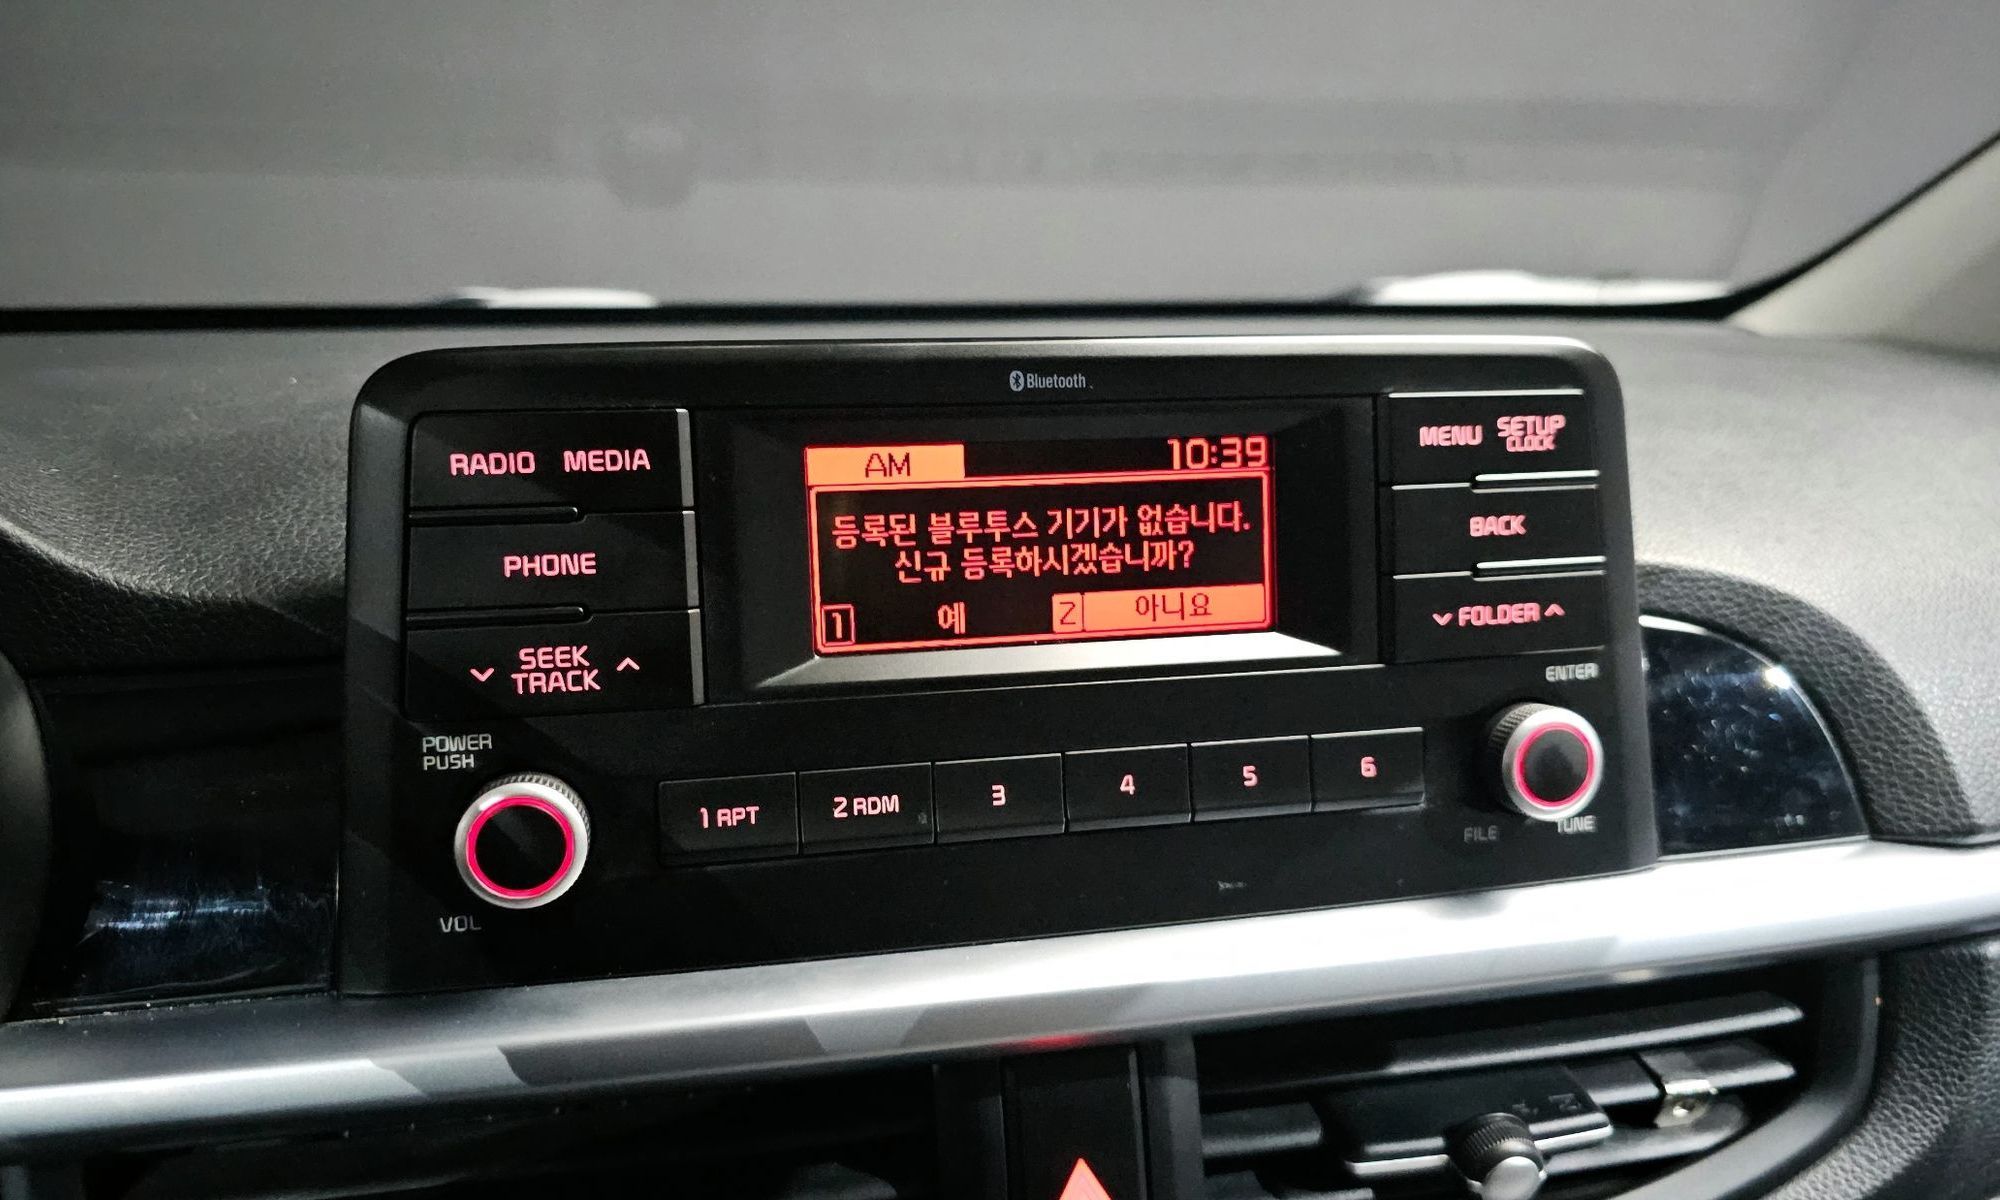 Bluetooth
RADIO MEDIA
PHONE
SEEK
TRACK
POWER
PUSH
VOL
AM 10:39
등록된 블루투스 기기가 없습니다.
신규 등록하시겠습니까?
1 예 2 아니요
MENU SETUP
CLOCK
BACK
FOLDER
ENTER
FILE
TUNE
1 RPT 2 RDM 3 4 5 6